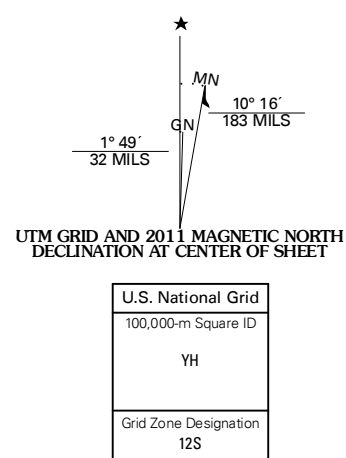 ★
MN
GN
10° 16´
183 MILS
1° 49´
32 MILS
UTM GRID AND 2011 MAGNETIC NORTH
DECLINATION AT CENTER OF SHEET
U.S. National Grid
100,000-m Square ID
YH
Grid Zone Designation
12S